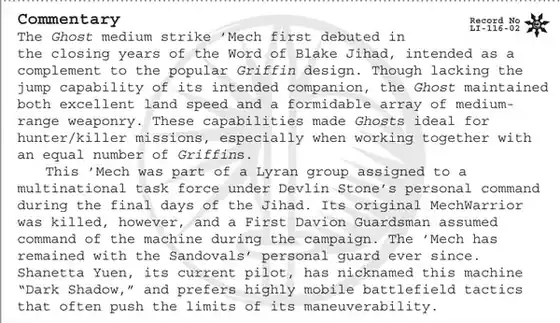 Commentary
Record No
LI-116-02
The Ghost medium strike ’Mech first debuted in
the closing years of the Word of Blake Jihad, intended as a
complement to the popular Griffin design. Though lacking the
jump capability of its intended companion, the Ghost maintained
both excellent land speed and a formidable array of medium-
range weaponry. These capabilities made Ghosts ideal for
hunter/killer missions, especially when working together with
an equal number of Griffins.
This ’Mech was part of a Lyran group assigned to a
multinational task force under Devlin Stone’s personal command
during the final days of the Jihad. Its original MechWarrior
was killed, however, and a First Davion Guardsman assumed
command of the machine during the campaign. The ’Mech has
remained with the Sandovals’ personal guard ever since.
Shanetta Yuen, its current pilot, has nicknamed this machine
“Dark Shadow,” and prefers highly mobile battlefield tactics
that often push the limits of its maneuverability.